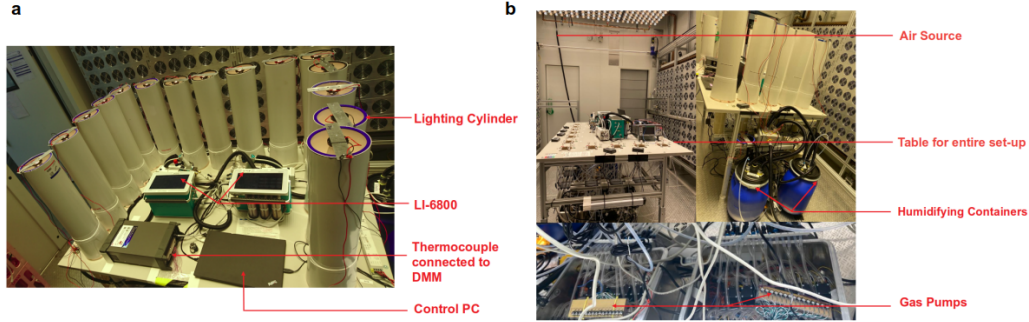 a
b
Air Source
Lighting Cylinder
Table for entire set-up
LI-6800
Humidifying Containers
Thermocouple
connected to
DMM
Gas Pumps
Control PC